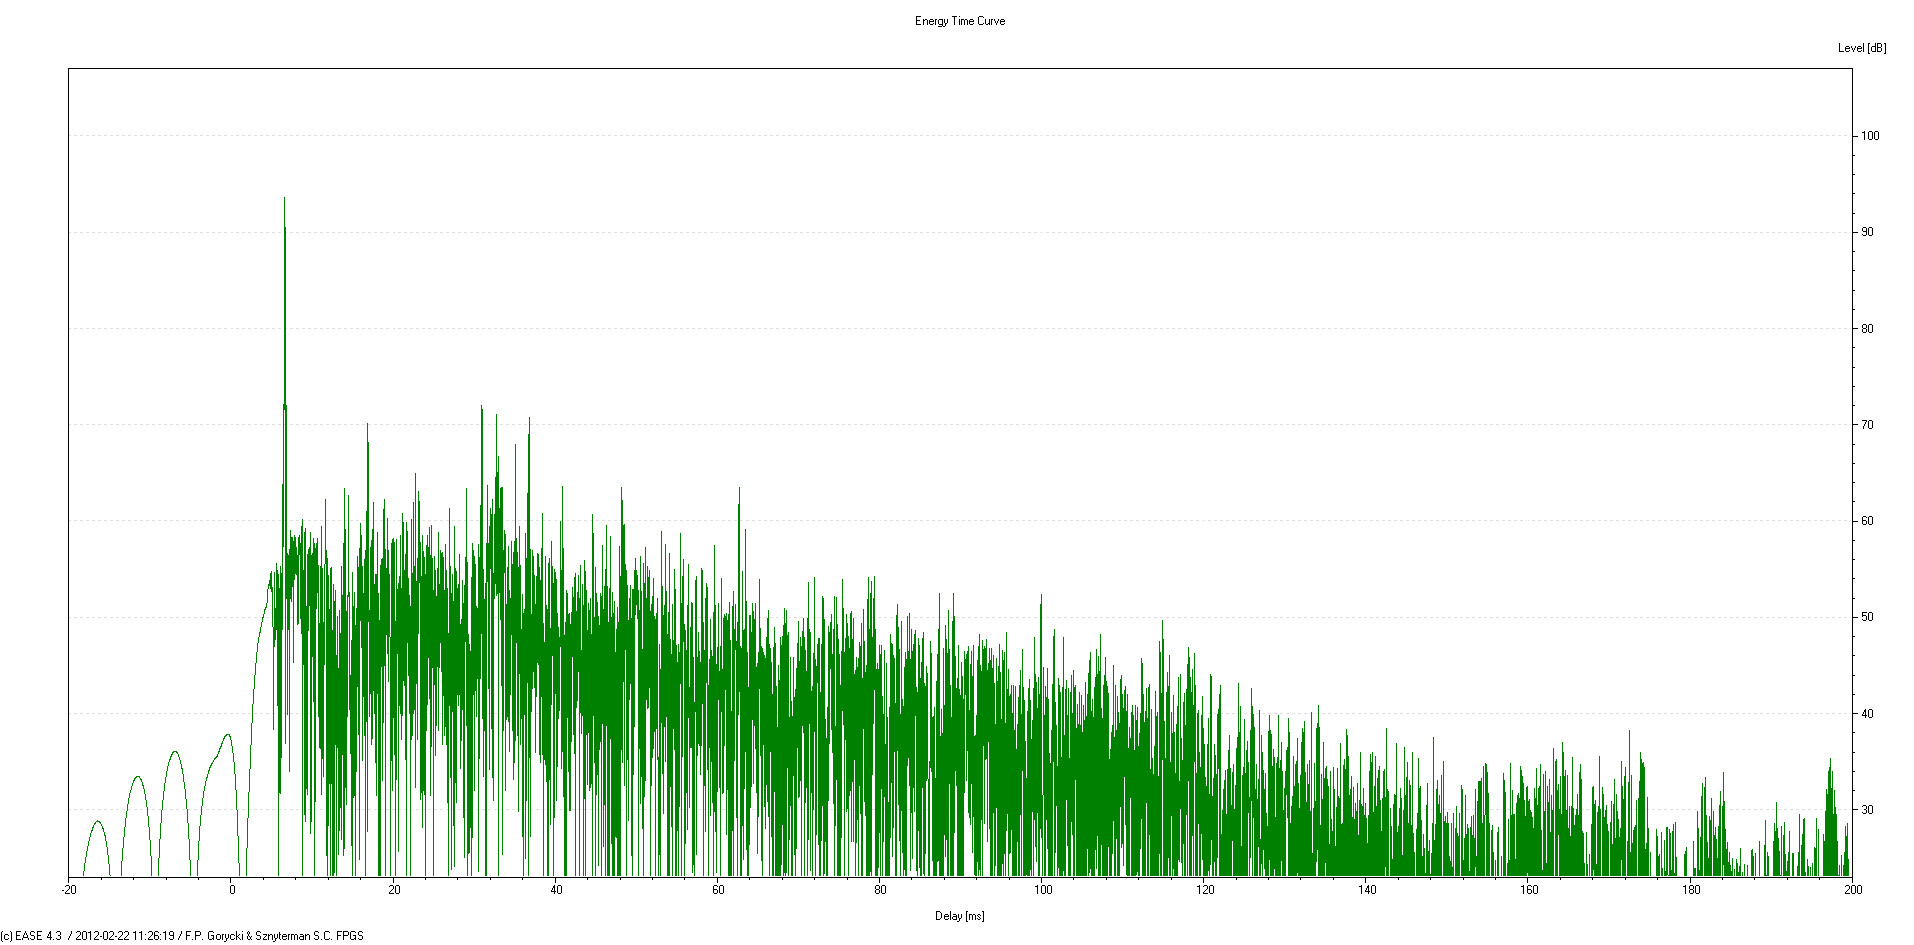 Energy Time Curve
Level [dB]
100
90
80
70
60
50
40
30
-20 0 20 40 60 80 100 120 140 160 180 200
Delay [ms]
(c) EASE 4.3 / 2012-02-22 11:26:19 / F.P. Gorycki & Sznyterman S.C. FPGS